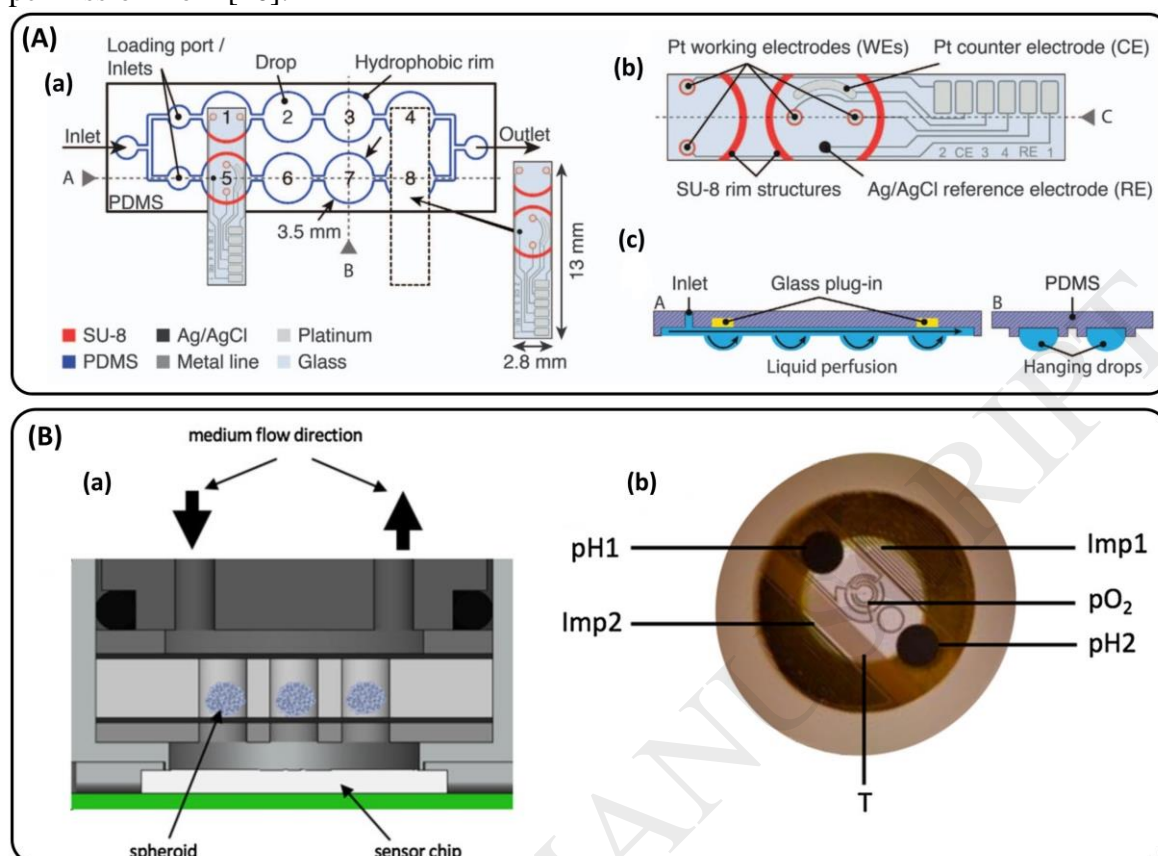 (A)
(a)
Loading port /
Inlets
Drop
Hydrophobic rim
Inlet
Outlet
1
2
3
4
A
5
6
7
8
PDMS
3.5 mm
B
13 mm
2.8 mm
SU-8
Ag/AgCl
Platinum
PDMS
Metal line
Glass
(b)
Pt working electrodes (WEs)
Pt counter electrode (CE)
C
2 CE 3 4 RE 1
SU-8 rim structures
Ag/AgCl reference electrode (RE)
(c)
A
Inlet
Glass plug-in
B
PDMS
Liquid perfusion
Hanging drops
(B)
medium flow direction
(a)
spheroid
sensor chip
(b)
pH1
Imp1
Imp2
pO₂
pH2
T